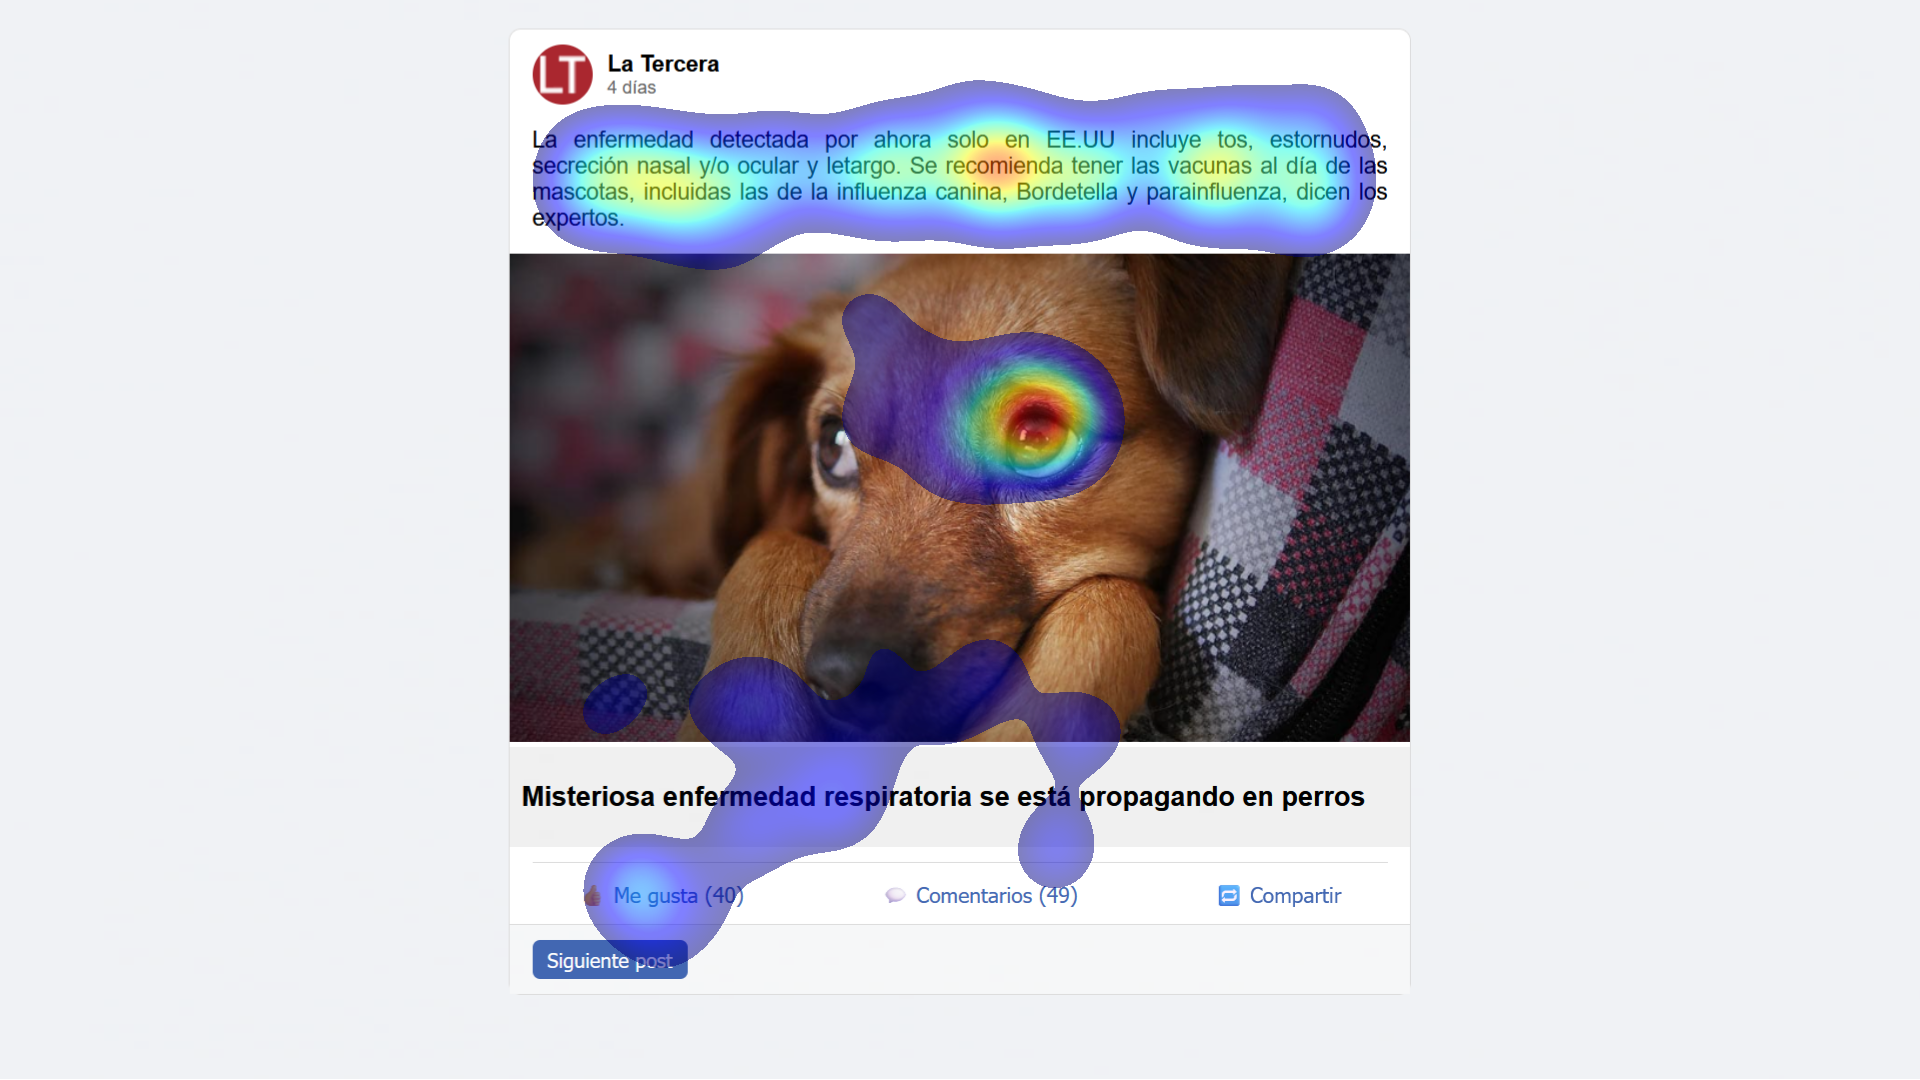 LT
La Tercera
4 días
La enfermedad detectada por ahora solo en EE.UU incluye tos, estornudos,
secreción nasal y/o ocular y letargo. Se recomienda tener las vacunas al día de las
mascotas, incluidas las de la influenza canina, Bordetella y parainfluenza, dicen los
expertos.
Misteriosa enfermedad respiratoria se está propagando en perros
Me gusta (40) Comentarios (49) Compartir
Siguiente post